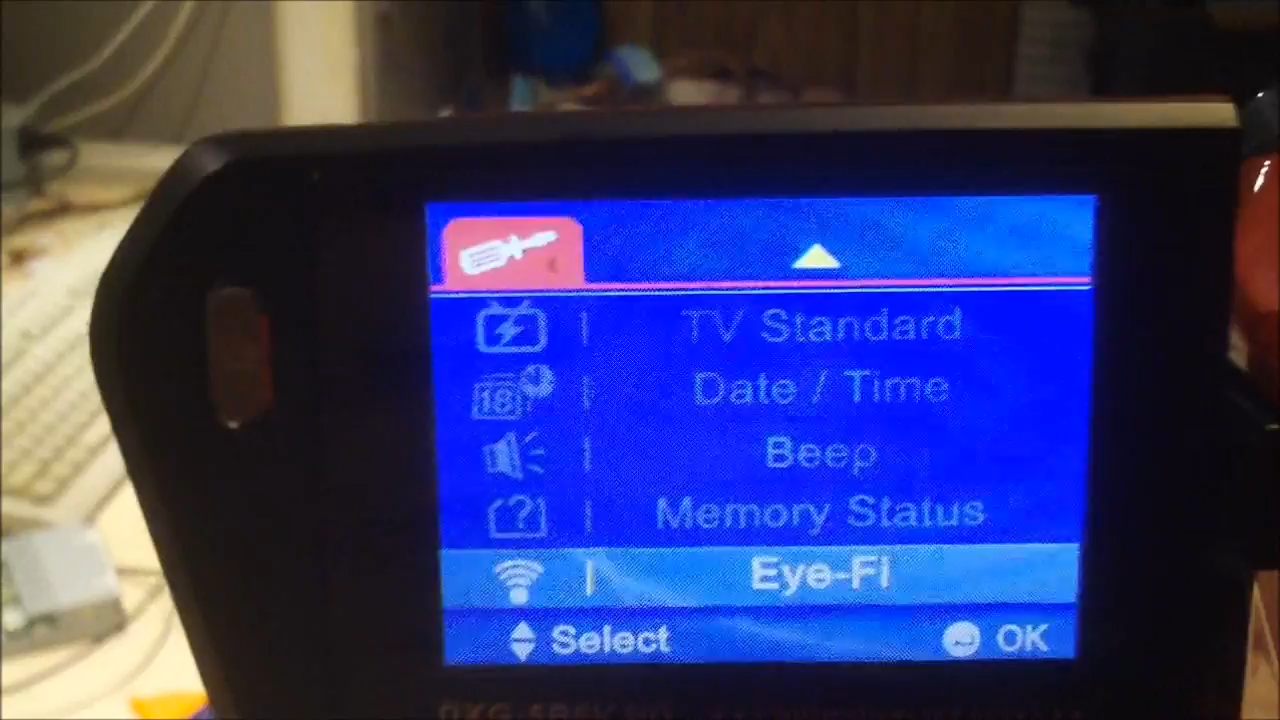 TV Standard
Date / Time
Beep
Memory Status
Eye-Fi
Select
OK